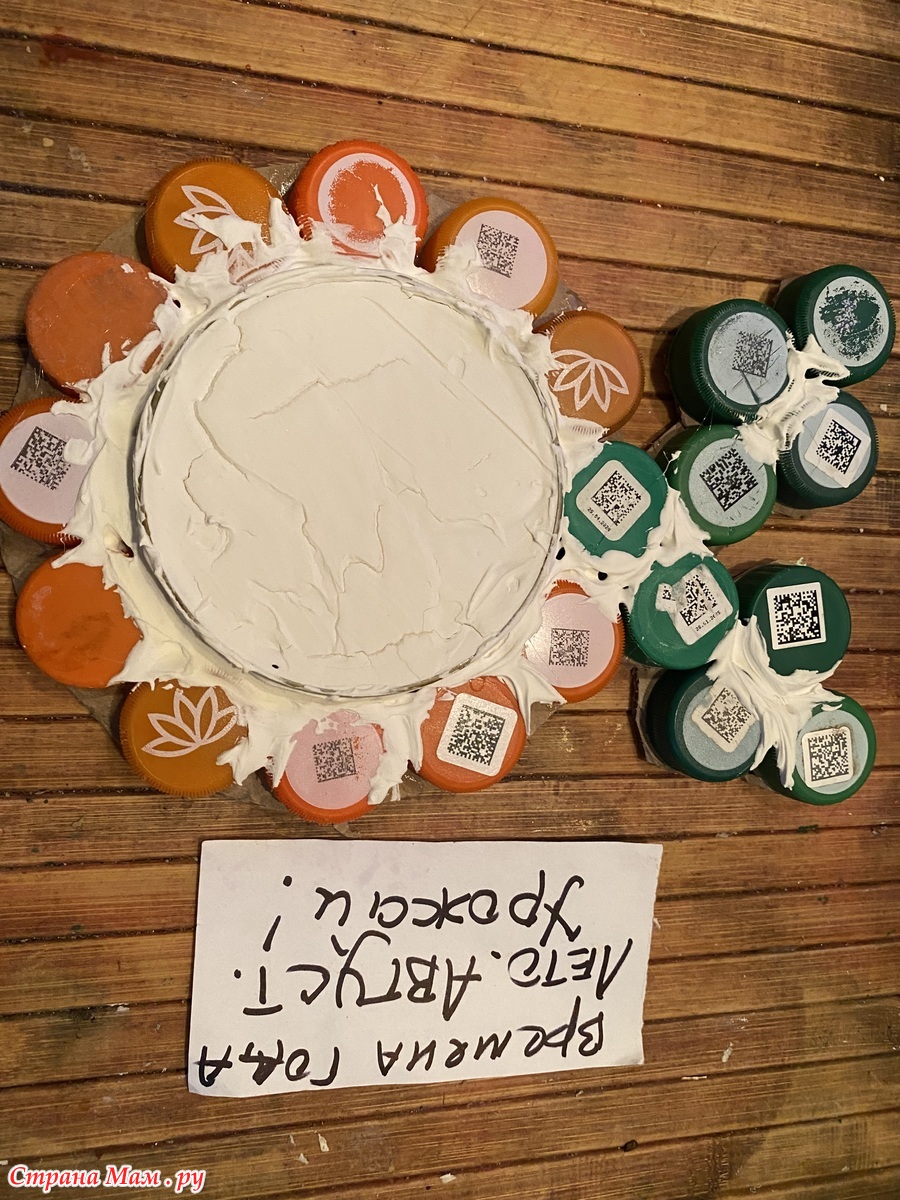 ВРЕМЕНА ГОДА
ЛЕТО. АВГУСТ.
Урожай!
Страна Мам.ру